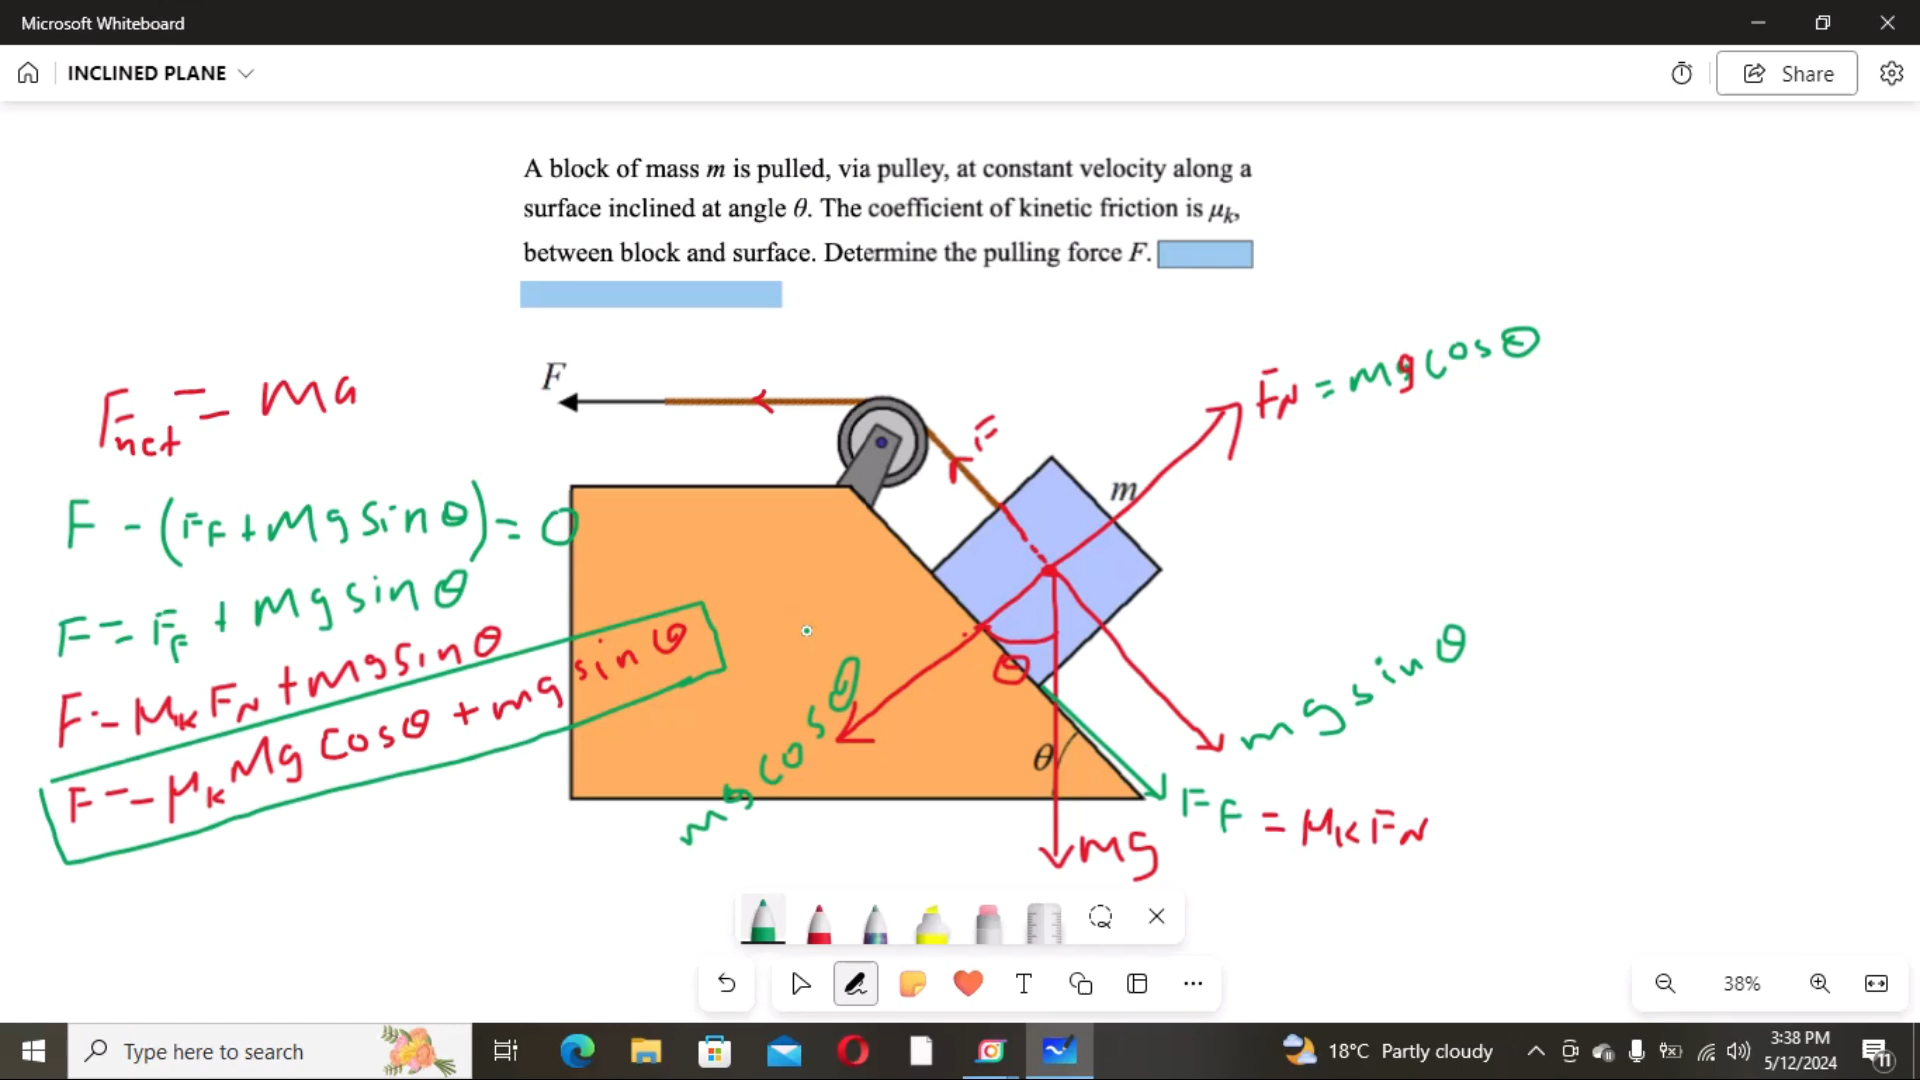 Microsoft Whiteboard
INCLINED PLANE
Share
A block of mass m is pulled, via pulley, at constant velocity along a
surface inclined at angle θ. The coefficient of kinetic friction is μk,
between block and surface. Determine the pulling force F.
F
F
m
FN = mg cosθ
Fnet = ma
F - (FF + Mg sinθ) = 0
F = FF + Mg sinθ
F = μK FN + mg sinθ
F = μK Mg cosθ + mg sinθ
θ
mg cosθ
mg sinθ
θ
FF = μK FN
mg
T
38%
Type here to search
18°C Partly cloudy
3:38 PM
5/12/2024
11